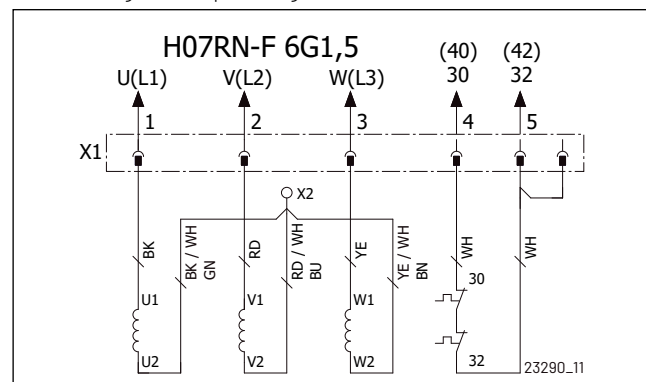 H07RN-F 6G1,5
(40) (42)
U(L1) V(L2) W(L3) 30 32
1 2 3 4 5
X1
X2
BK
BK / WH
GN
RD
RD / WH
BU
YE
YE / WH
BN
WH
WH
U1 V1 W1 30
U2 V2 W2 32
23290_11